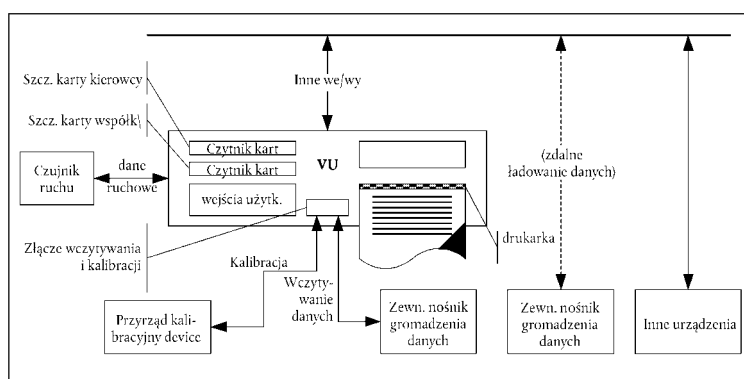 Szcz. karty kierowcy
Inne we/wy
Szcz. karty współk\
Czytnik kart
VU
Czytnik kart
(zdalne
ładowanie danych)
Czujnik
ruchu
dane
ruchowe
wejścia użytk.
Złącze wczytywania
i kalibracji
drukarka
Kalibracja
Wczyty-
wanie
danych
Przyrząd kali-
bracyjny device
Zewn. nośnik
gromadzenia
danych
Zewn. nośnik
gromadzenia
danych
Inne urządzenia